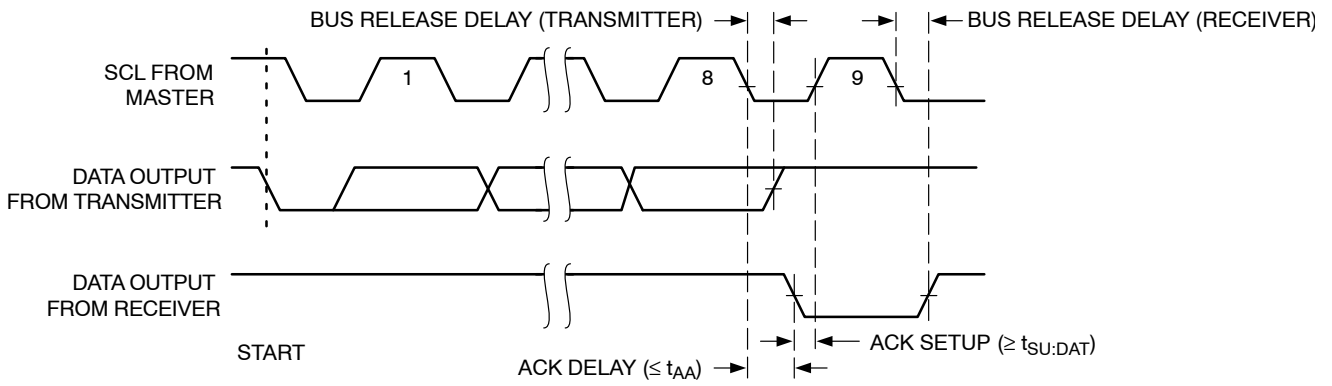 BUS RELEASE DELAY (TRANSMITTER)
BUS RELEASE DELAY (RECEIVER)
SCL FROM
MASTER
1
8
9
DATA OUTPUT
FROM TRANSMITTER
DATA OUTPUT
FROM RECEIVER
START
ACK SETUP (≥ tSU:DAT)
ACK DELAY (≤ tAA)